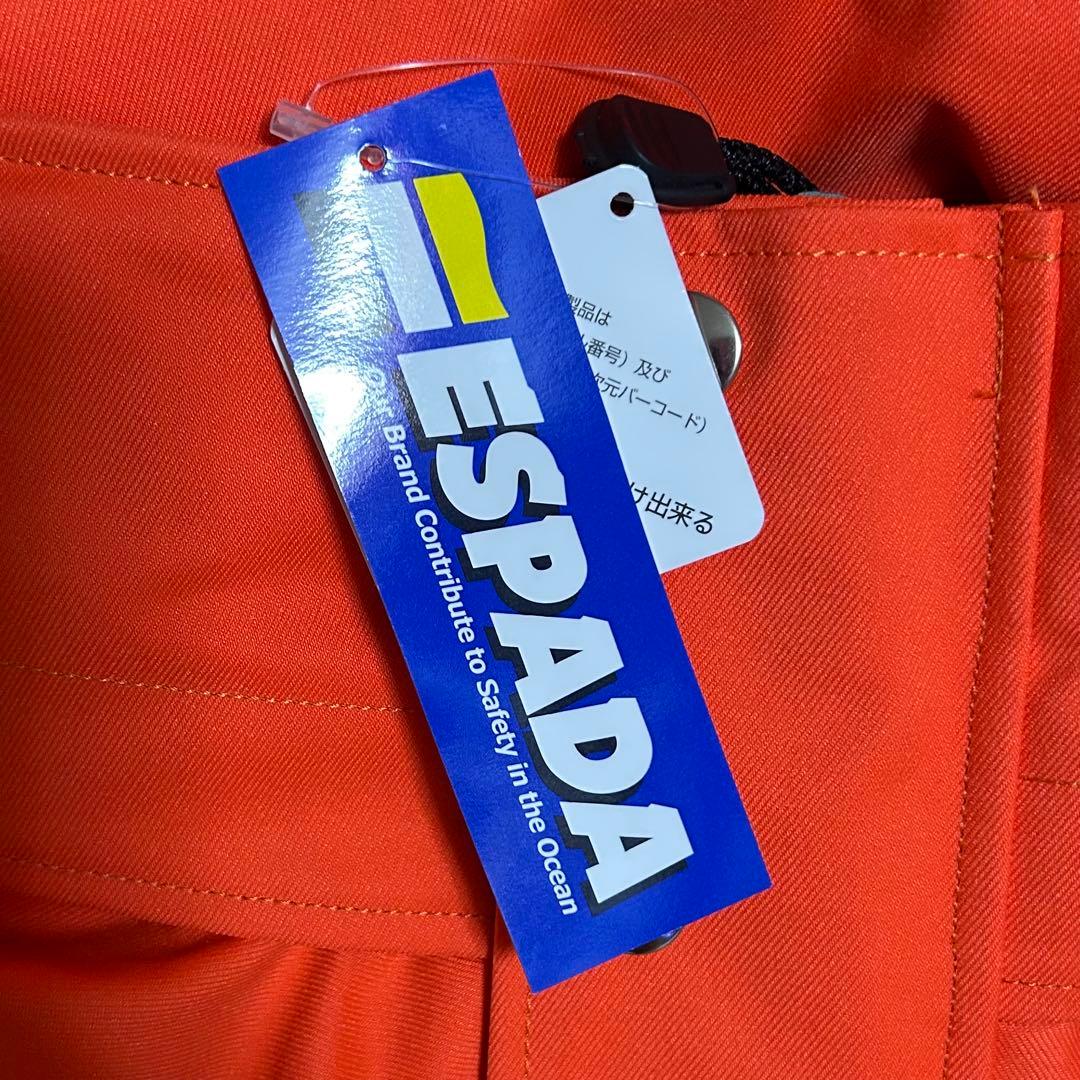 ESPADA
Our Brand Contribute to Safety in the Ocean
製品は
番号）及び
次元バーコード）
け出来る